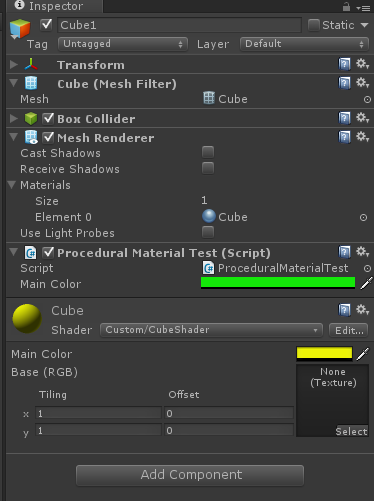 Inspector
Cube1
Static
Tag Untagged Layer Default
Transform
Cube (Mesh Filter)
Mesh Cube
Box Collider
Mesh Renderer
Cast Shadows
Receive Shadows
Materials
Size 1
Element 0 Cube
Use Light Probes
Procedural Material Test (Script)
Script ProceduralMaterialTest
Main Color
Cube
Shader Custom/CubeShader Edit...
Main Color
Base (RGB)
None
(Texture)
Tiling Offset
x 1 0
y 1 0
Select
Add Component